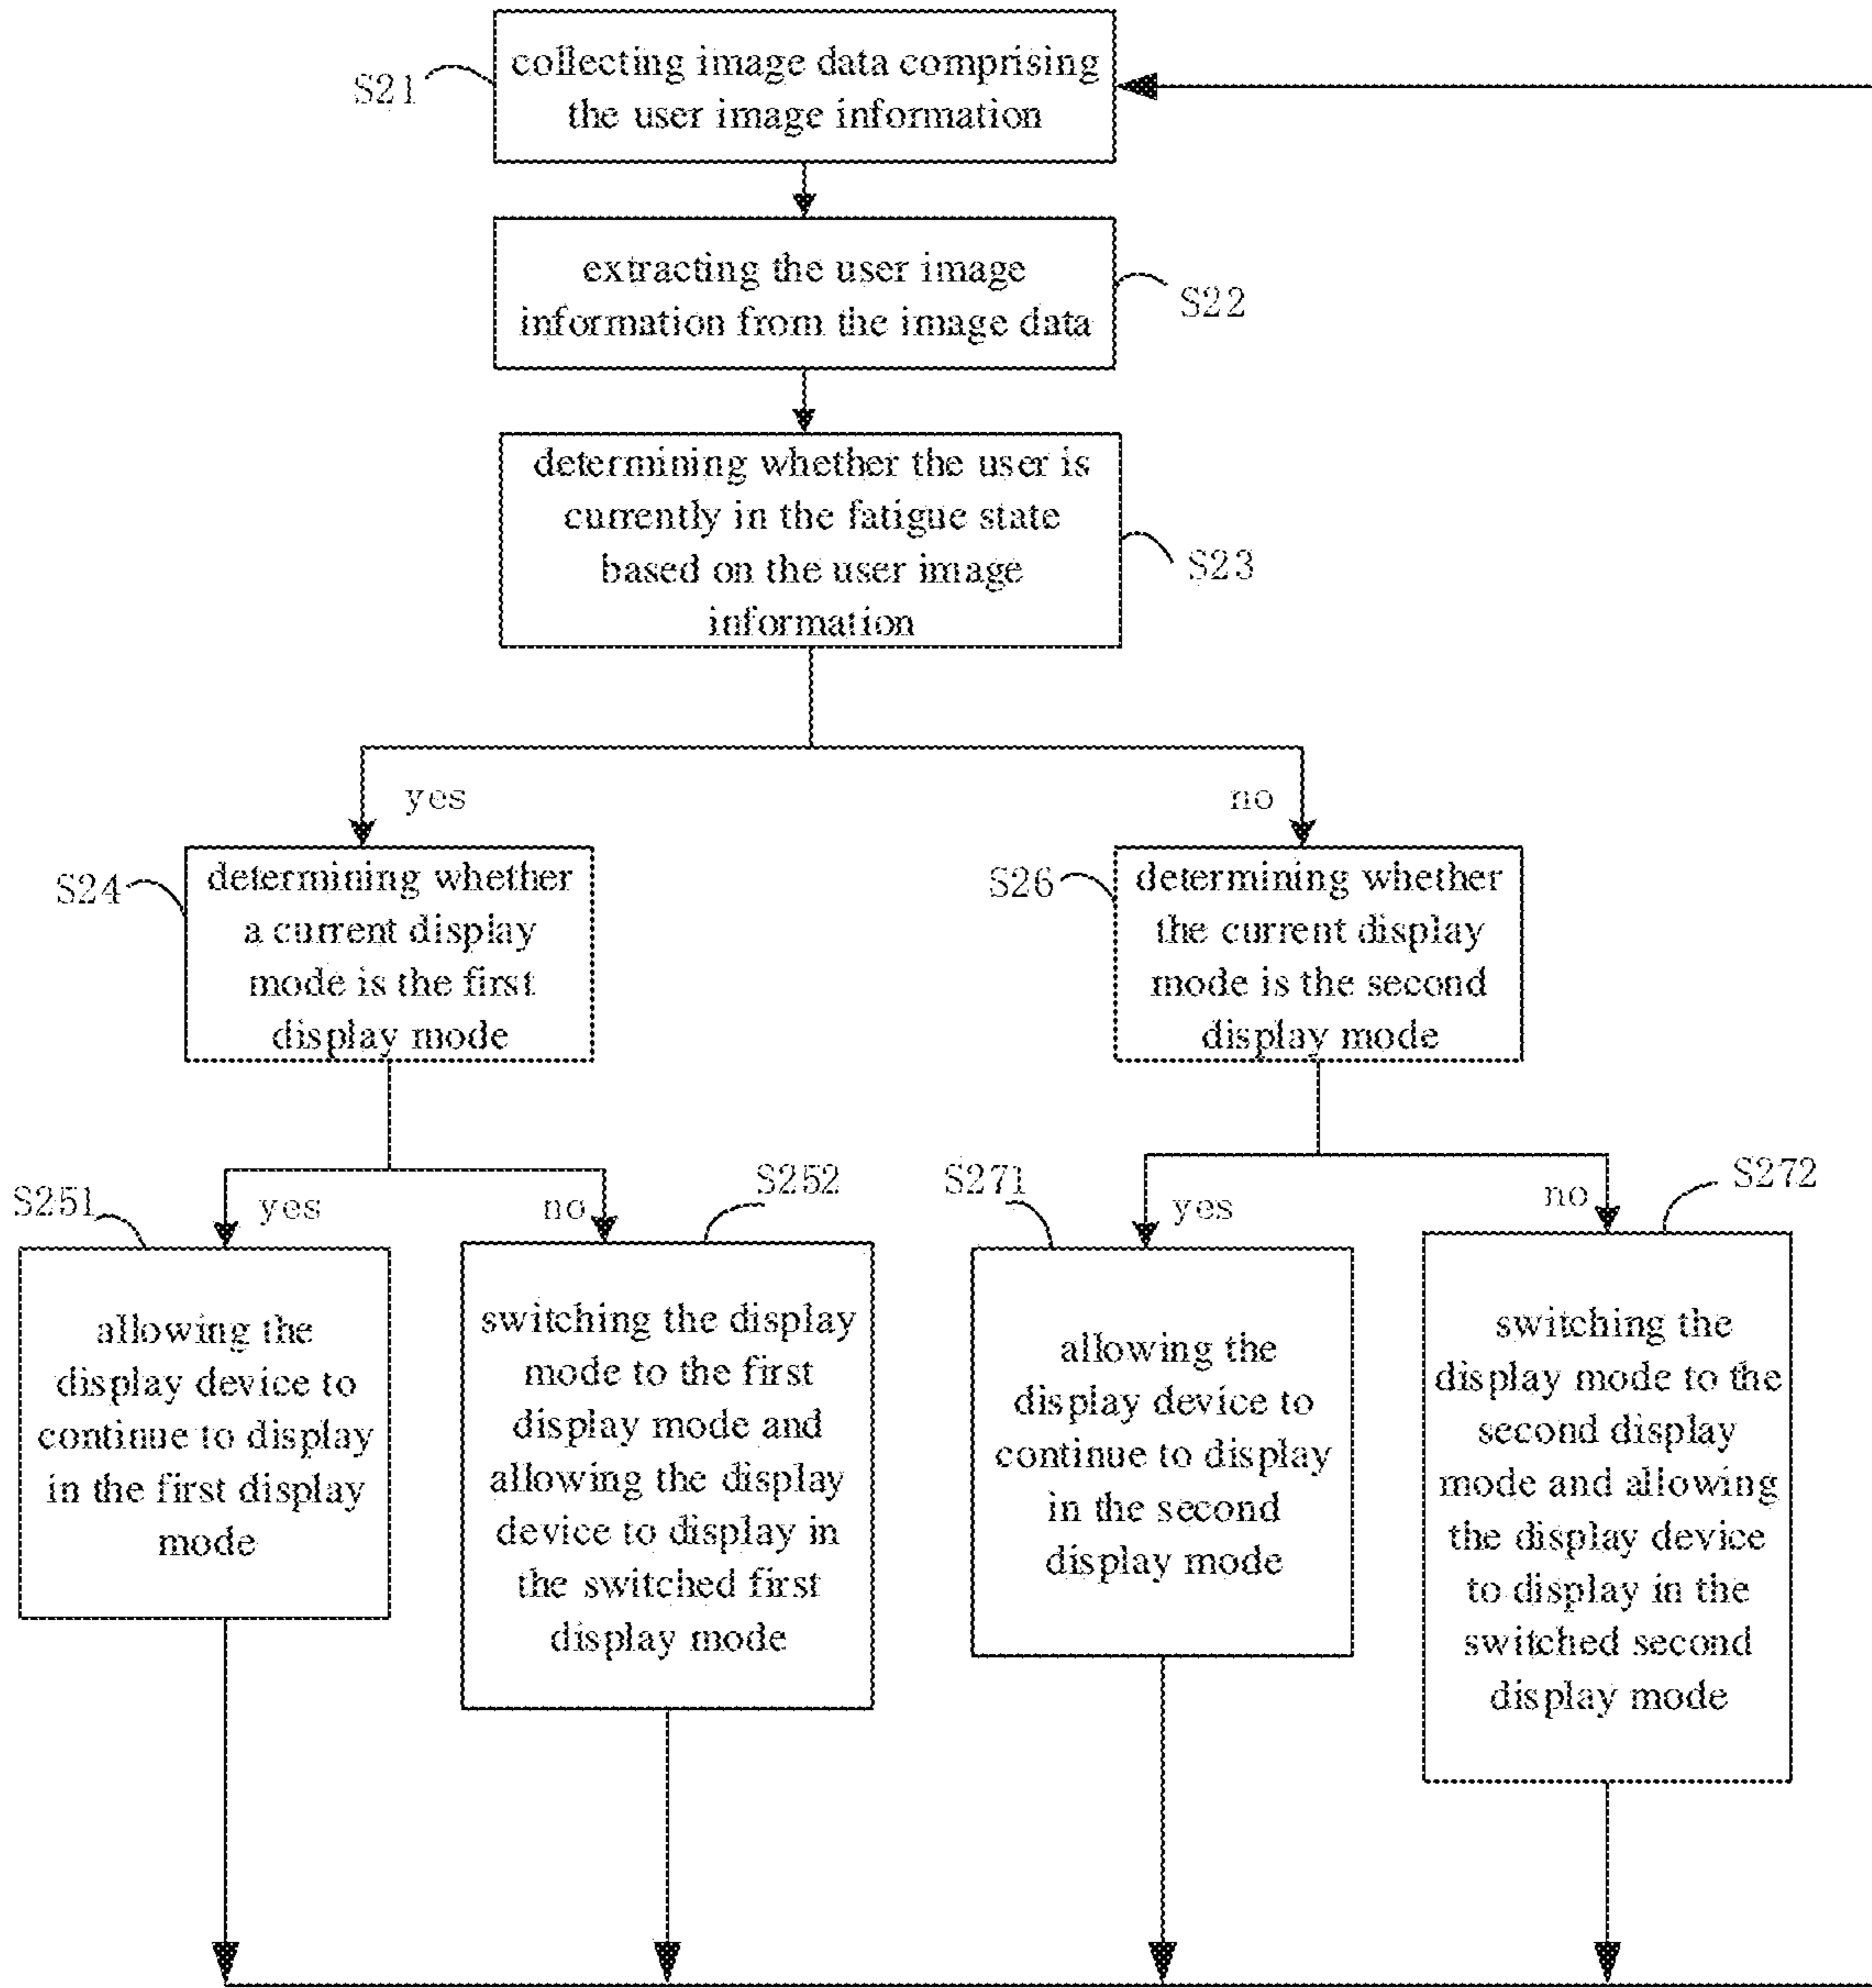 S21
collecting image data comprising
the user image information
extracting the user image
information from the image data
S22
determining whether the user is
currently in the fatigue state
based on the user image
information
S23
yes
no
S24
determining whether
a current display
mode is the first
display mode
S26
determining whether
the current display
mode is the second
display mode
S251
yes
no
S252
S271
yes
no
S272
allowing the
display device to
continue to display
in the first display
mode
switching the display
mode to the first
display mode and
allowing the display
device to display in
the switched first
display mode
allowing the
display device to
continue to display
in the second
display mode
switching the
display mode to the
second display
mode and allowing
the display device
to display in the
switched second
display mode